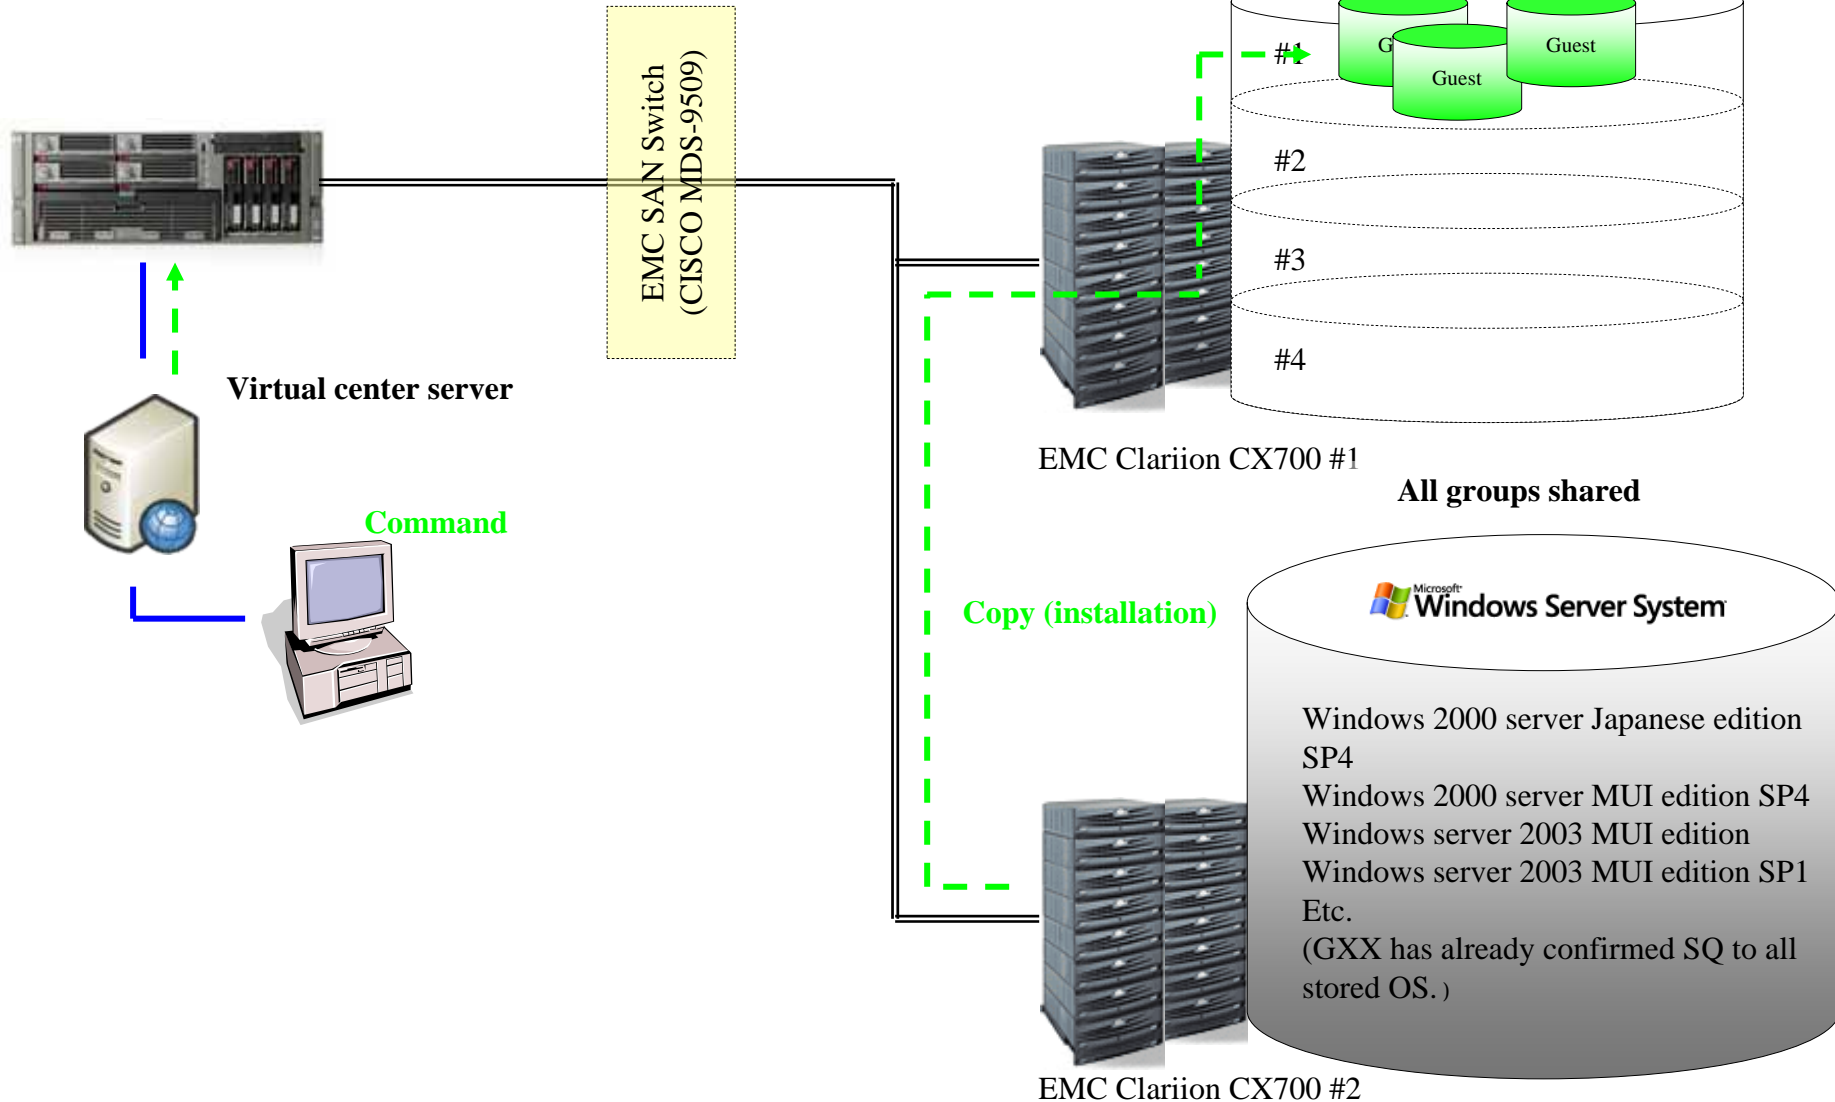 EMC SAN Switch
(CISCO MDS-9509)
#1
Guest
Guest
#2
#3
#4
Virtual center server
EMC Clariion CX700 #1
All groups shared
Command
Microsoft
Windows Server System
Copy (installation)
Windows 2000 server Japanese edition
SP4
Windows 2000 server MUI edition SP4
Windows server 2003 MUI edition
Windows server 2003 MUI edition SP1
Etc.
(GXX has already confirmed SQ to all
stored OS. )
EMC Clariion CX700 #2